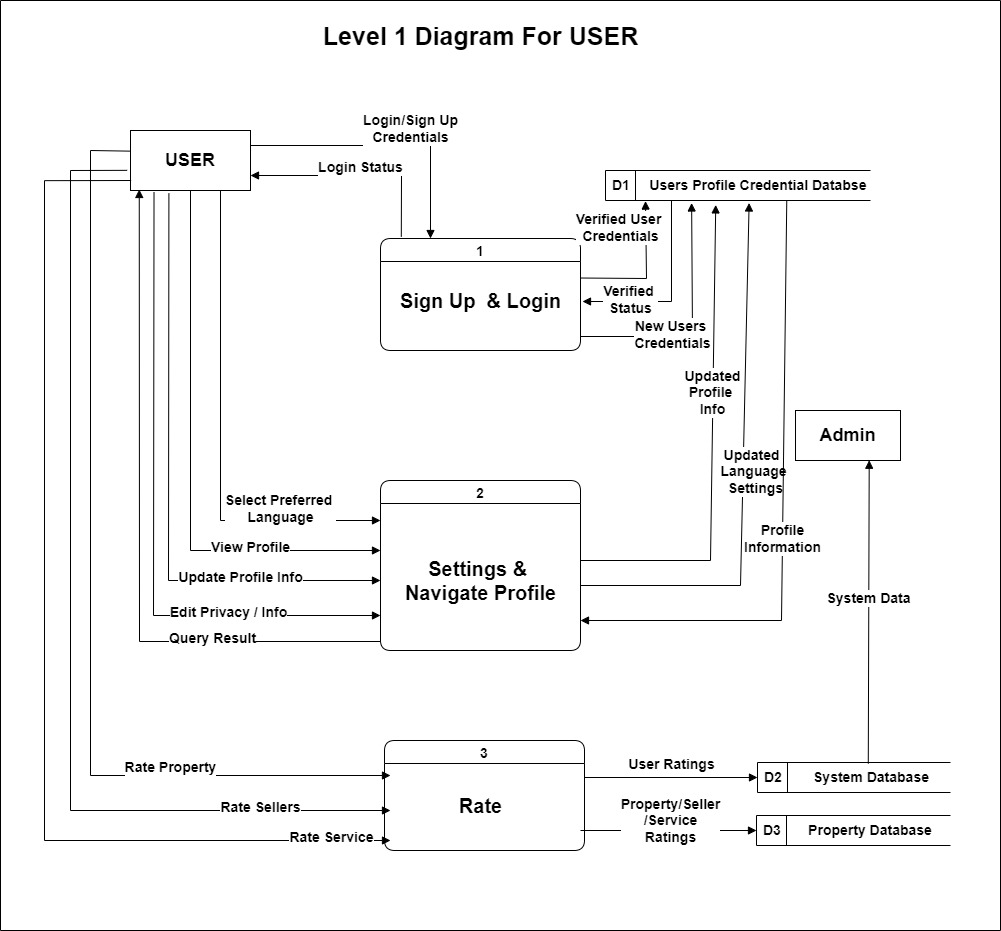 Level 1 Diagram For USER
Login/Sign Up
Credentials
USER
Login Status
D1
Users Profile Credential Databse
Verified User
Credentials
1
Sign Up & Login
Verified
Status
New Users
Credentials
Updated
Profile
Info
Admin
Updated
Language
Settings
2
Select Preferred
Language
Profile
Information
View Profile
Settings &
Navigate Profile
Update Profile Info
System Data
Edit Privacy / Info
Query Result
3
Rate Property
User Ratings
D2
System Database
Rate Sellers
Rate
Property/Seller
/Service
Ratings
D3
Property Database
Rate Service